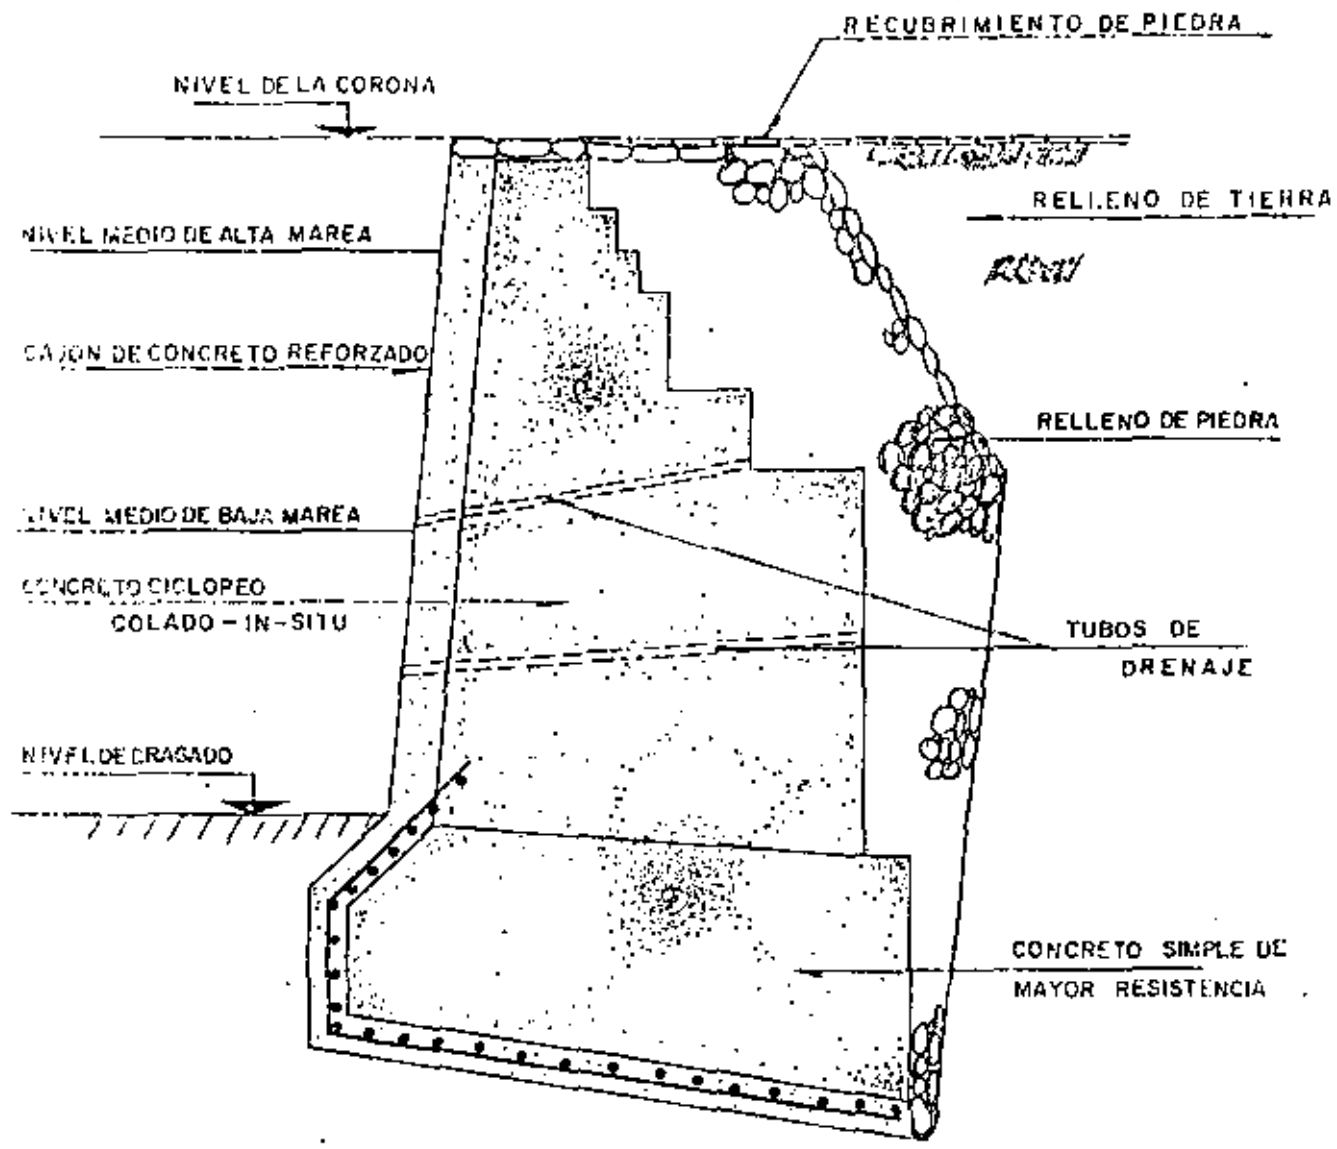 RECUBRIMIENTO DE PIEDRA
NIVEL DE LA CORONA
RELLENO DE TIERRA
NIVEL MEDIO DE ALTA MAREA
CAJON DE CONCRETO REFORZADO
RELLENO DE PIEDRA
NIVEL MEDIO DE BAJA MAREA
CONCRETO CICLOPEO
COLADO-IN-SITU
TUBOS DE
DRENAJE
NIVEL DE DRAGADO
CONCRETO SIMPLE DE
MAYOR RESISTENCIA